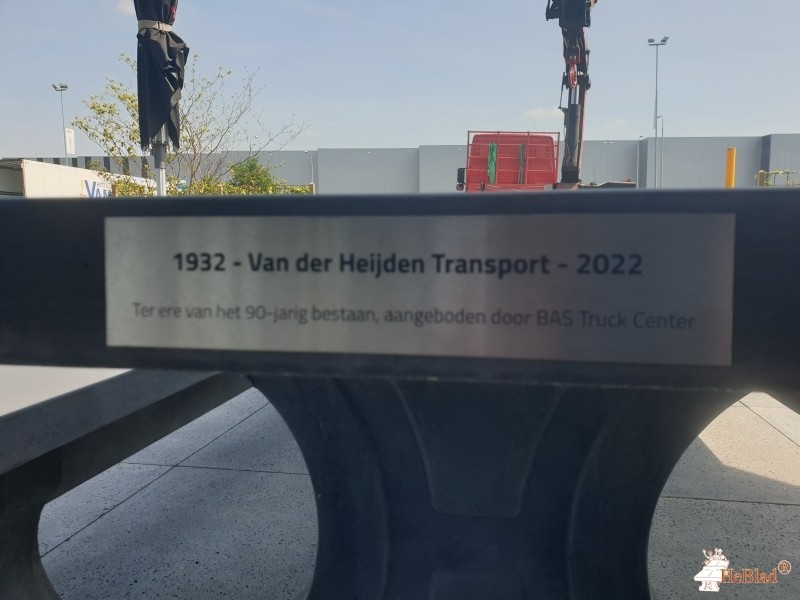 1932 - Van der Heijden Transport - 2022
Ter ere van het 90-jarig bestaan, aangeboden door BAS Truck Center
HeBlad®